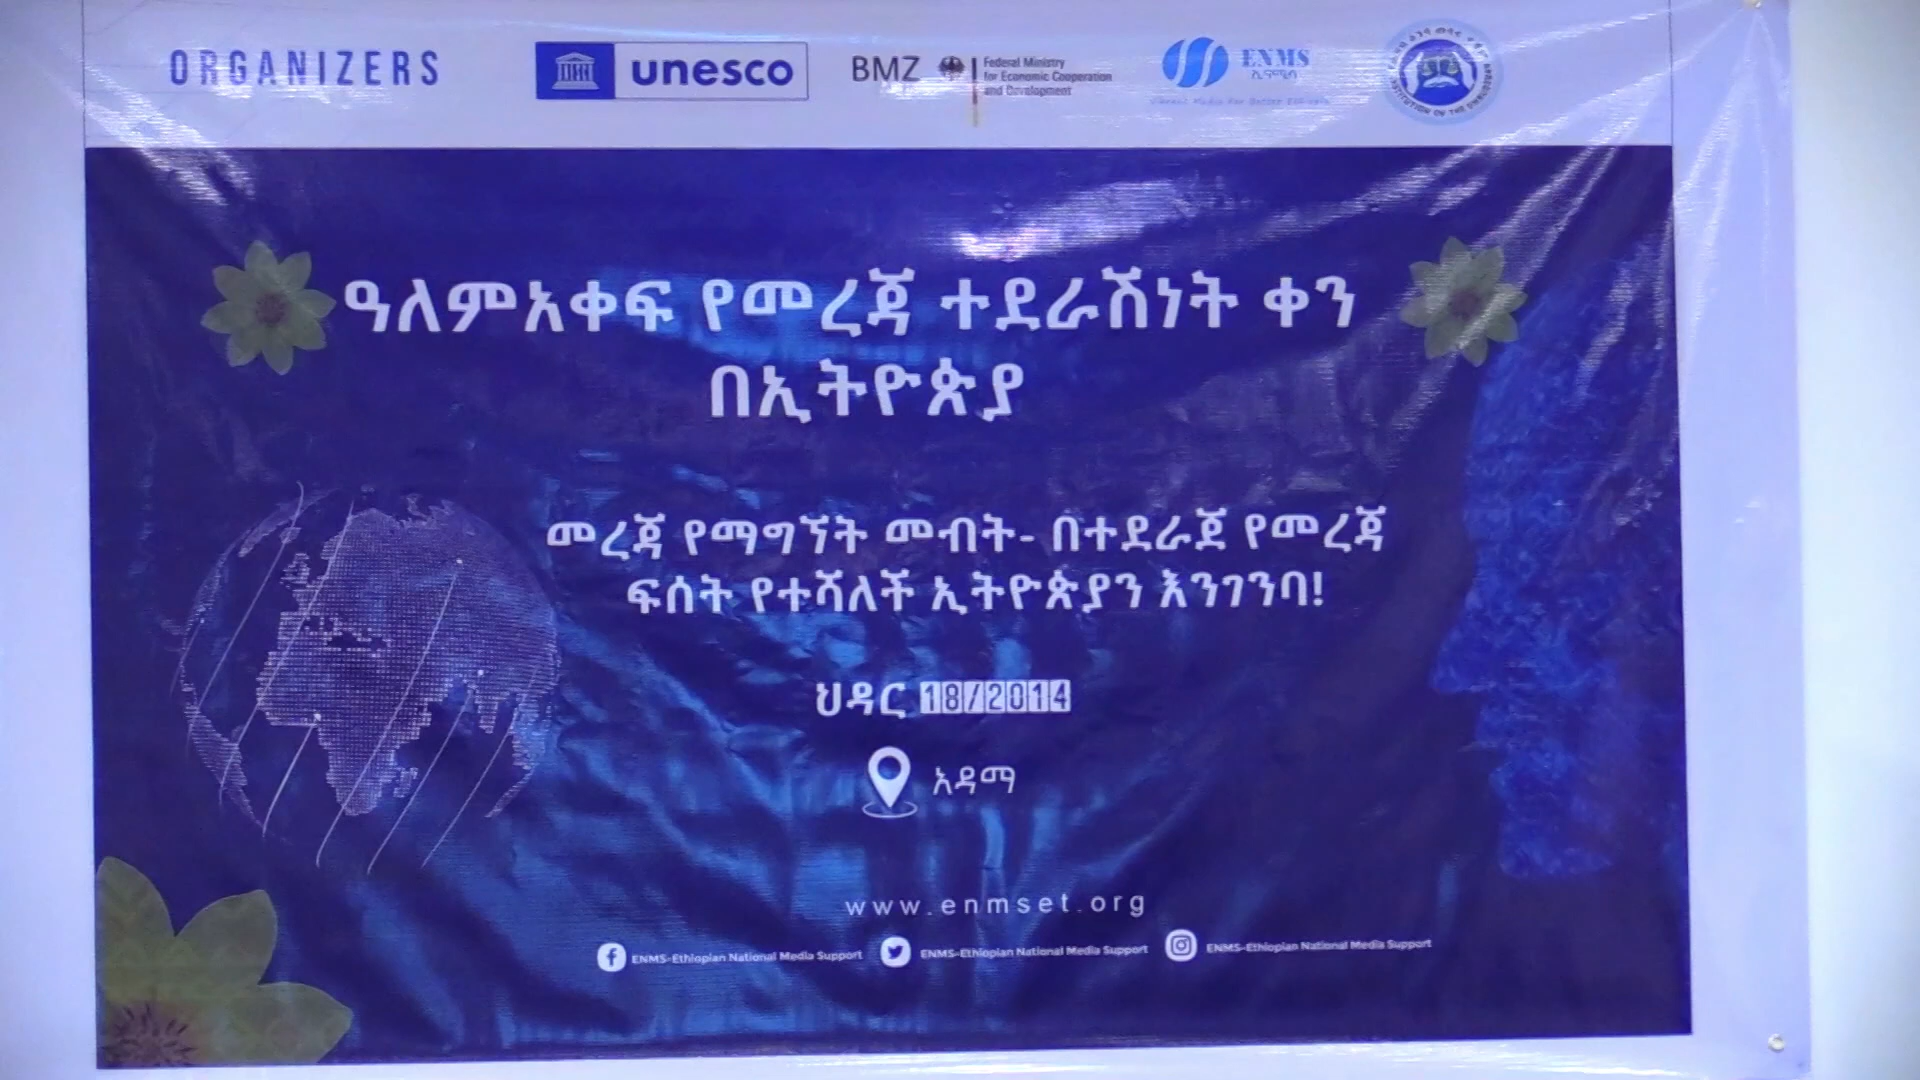 ORGANIZERS
unesco
BMZ
Federal Ministry
for Economic Cooperation
and Development
ENMS
ኢናሚሳ
ዓለምአቀፍ የመረጃ ተደራሽነት ቀን
በኢትዮጵያ
መረጃ የማግኘት መብት- በተደራጀ የመረጃ
ፍሰት የተሻለች ኢትዮጵያን እንገንባ!
ህዳር 18/2014
አዳማ
www.enmset.org
ENMS-Ethiopian National Media Support ENMS-Ethiopian National Media Support ENMS-Ethiopian National Media Support